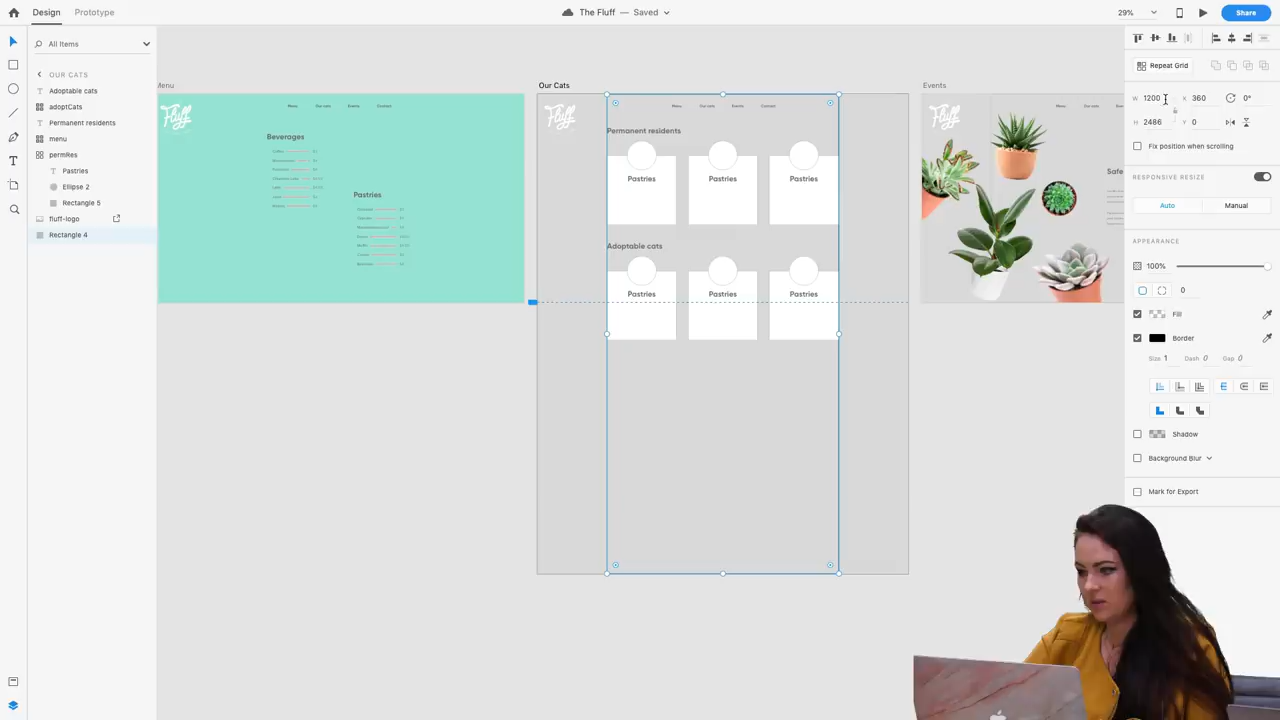 Design
Prototype
The Fluff — Saved
29%
Share
All Items
OUR CATS
Adoptable cats
adoptCats
Permanent residents
menu
permRes
Pastries
Ellipse 2
Rectangle 5
fluff-logo
Rectangle 4
Menu
Fluff
Menu Our cats Events Contact
Beverages
Pastries
Our Cats
Fluff
Menu Our cats Events Contact
Permanent residents
Pastries Pastries Pastries
Adoptable cats
Pastries Pastries Pastries
Events
Fluff
Menu Our cats
Safe
Repeat Grid
W 1200 X 360 0°
H 2486 Y 0
Fix position when scrolling
RESPONSIVE RESIZE
Auto Manual
APPEARANCE
100%
0
Fill
Border
Size 1 Dash 0 Gap 0
Shadow
Background Blur
Mark for Export